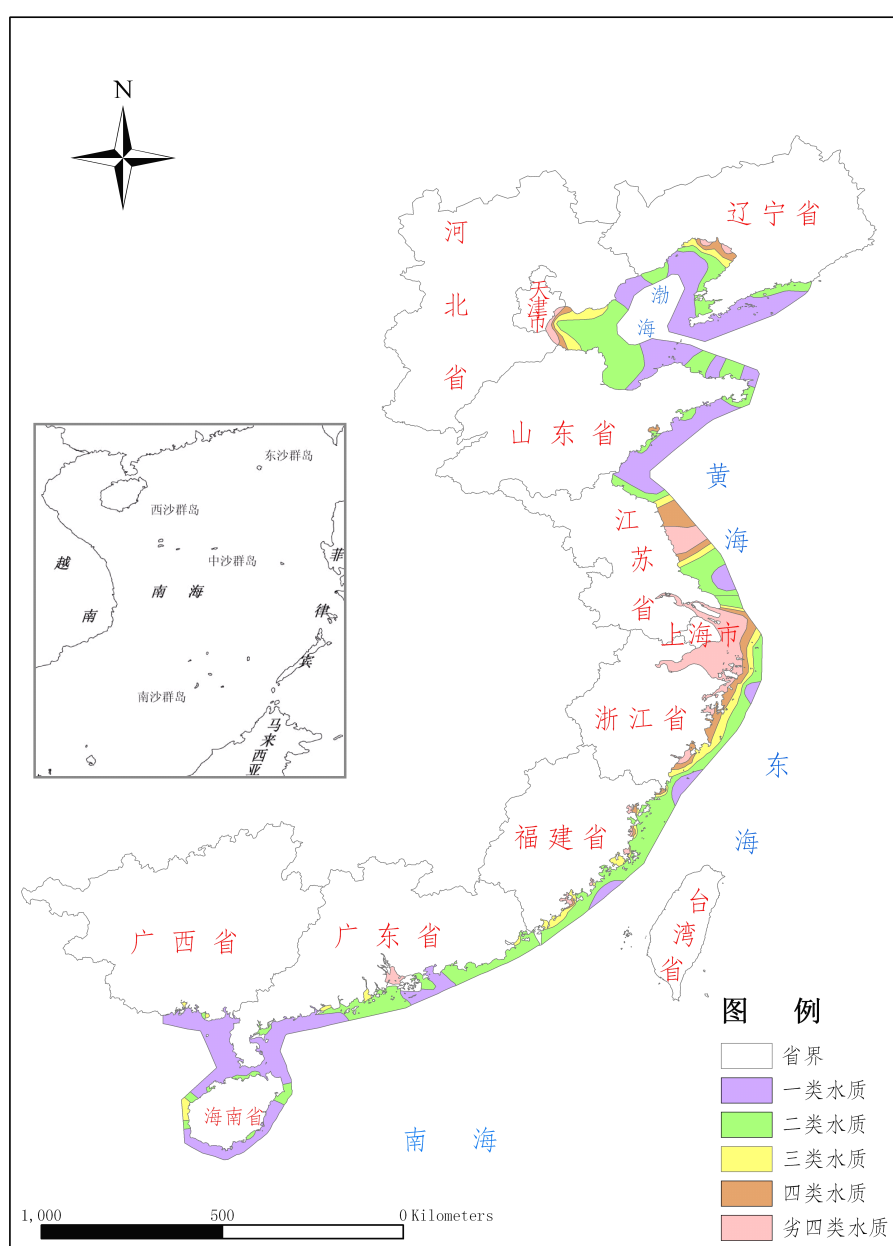 N
辽宁省
河北省
天津市
渤海
山东省
黄海
江苏省
上海市
浙江省
东海
福建省
台湾省
广西省
广东省
海南省
南海
东沙群岛
西沙群岛
中沙群岛
南海
南沙群岛
越南
菲律宾
马来西亚
图例
省界
一类水质
二类水质
三类水质
四类水质
劣四类水质
1,000 500 0 Kilometers